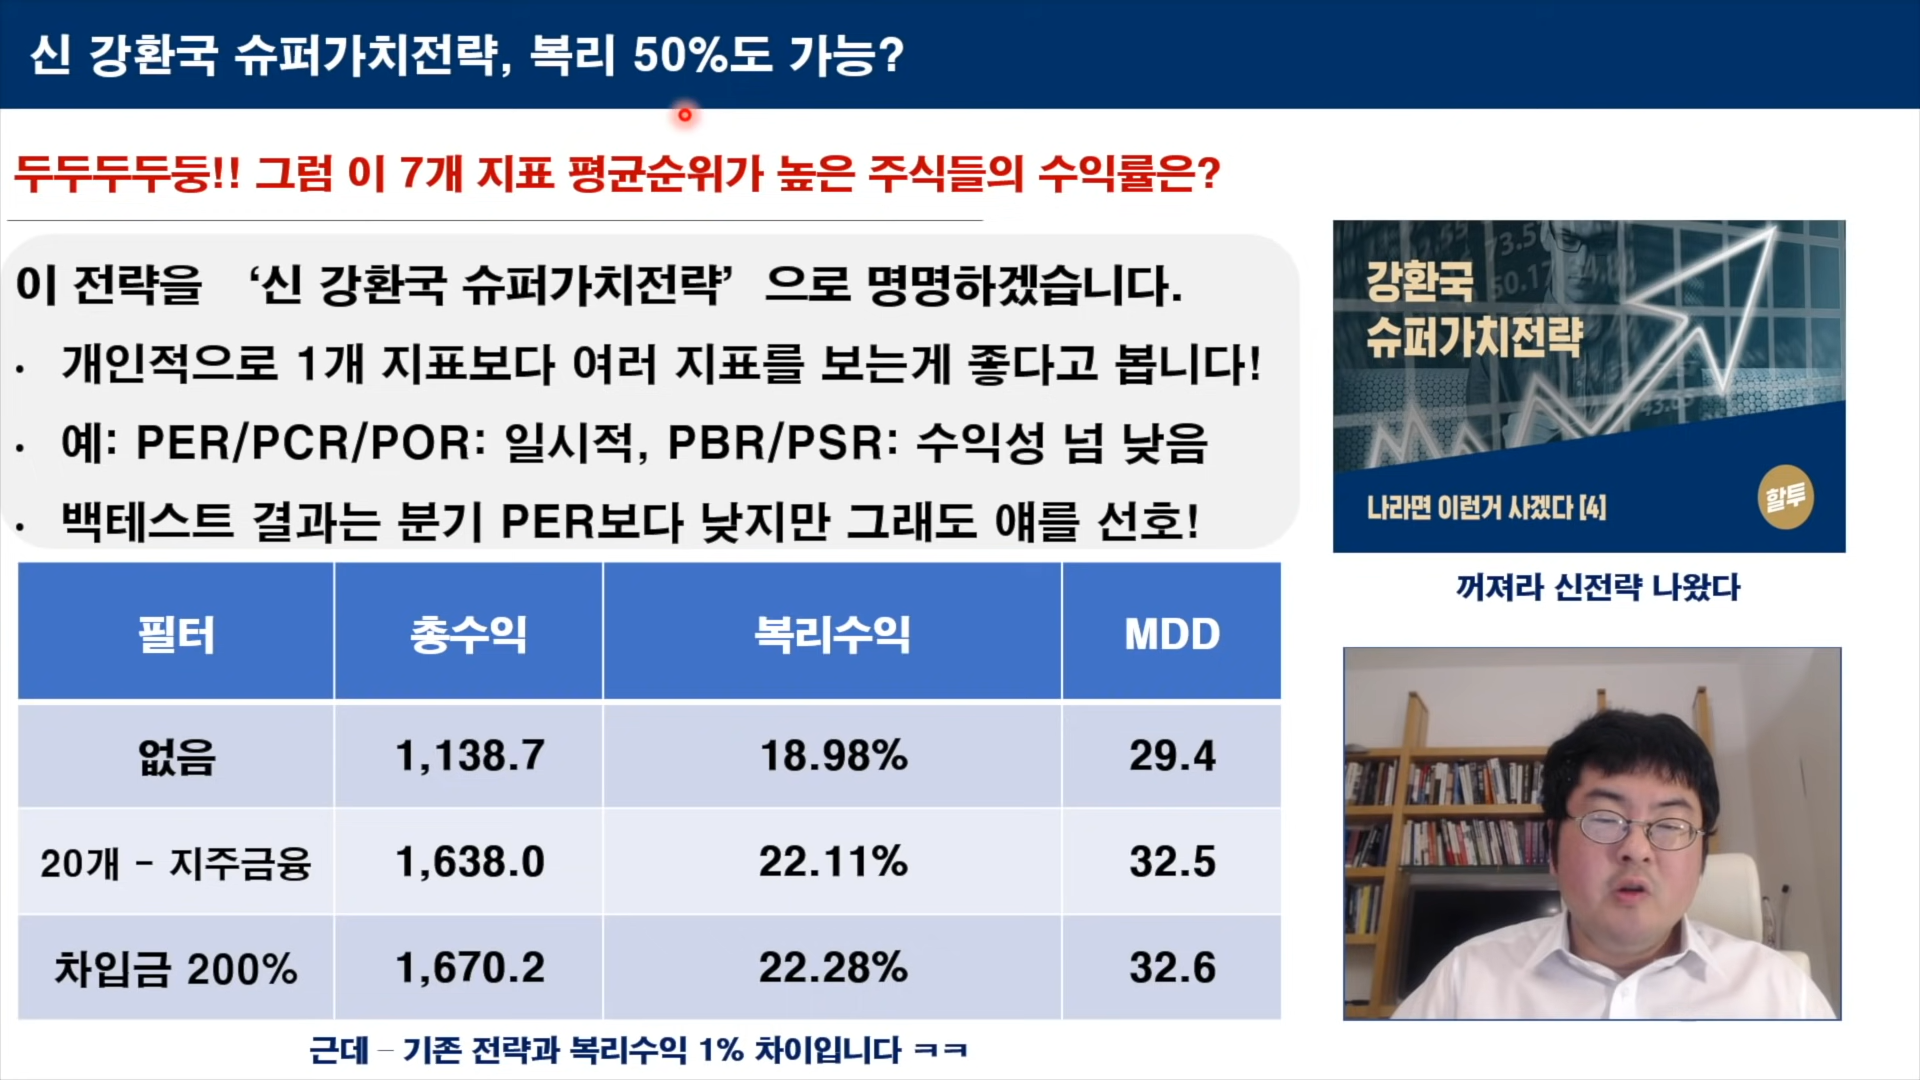 신 강환국 슈퍼가치전략, 복리 50%도 가능?
두두두두둥!! 그럼 이 7개 지표 평균순위가 높은 주식들의 수익률은?
이 전략을 ‘신 강환국 슈퍼가치전략’ 으로 명명하겠습니다.
· 개인적으로 1개 지표보다 여러 지표를 보는게 좋다고 봅니다!
· 예: PER/PCR/POR: 일시적, PBR/PSR: 수익성 넘 낮음
· 백테스트 결과는 분기 PER보다 낮지만 그래도 얘를 선호!
필터 총수익 복리수익 MDD
없음 1,138.7 18.98% 29.4
20개 - 지주금융 1,638.0 22.11% 32.5
차입금 200% 1,670.2 22.28% 32.6
근데 – 기존 전략과 복리수익 1% 차이입니다 ㅋㅋ
강환국
슈퍼가치전략
나라면 이런거 사겠다 [4]
할투
꺼져라 신전략 나왔다